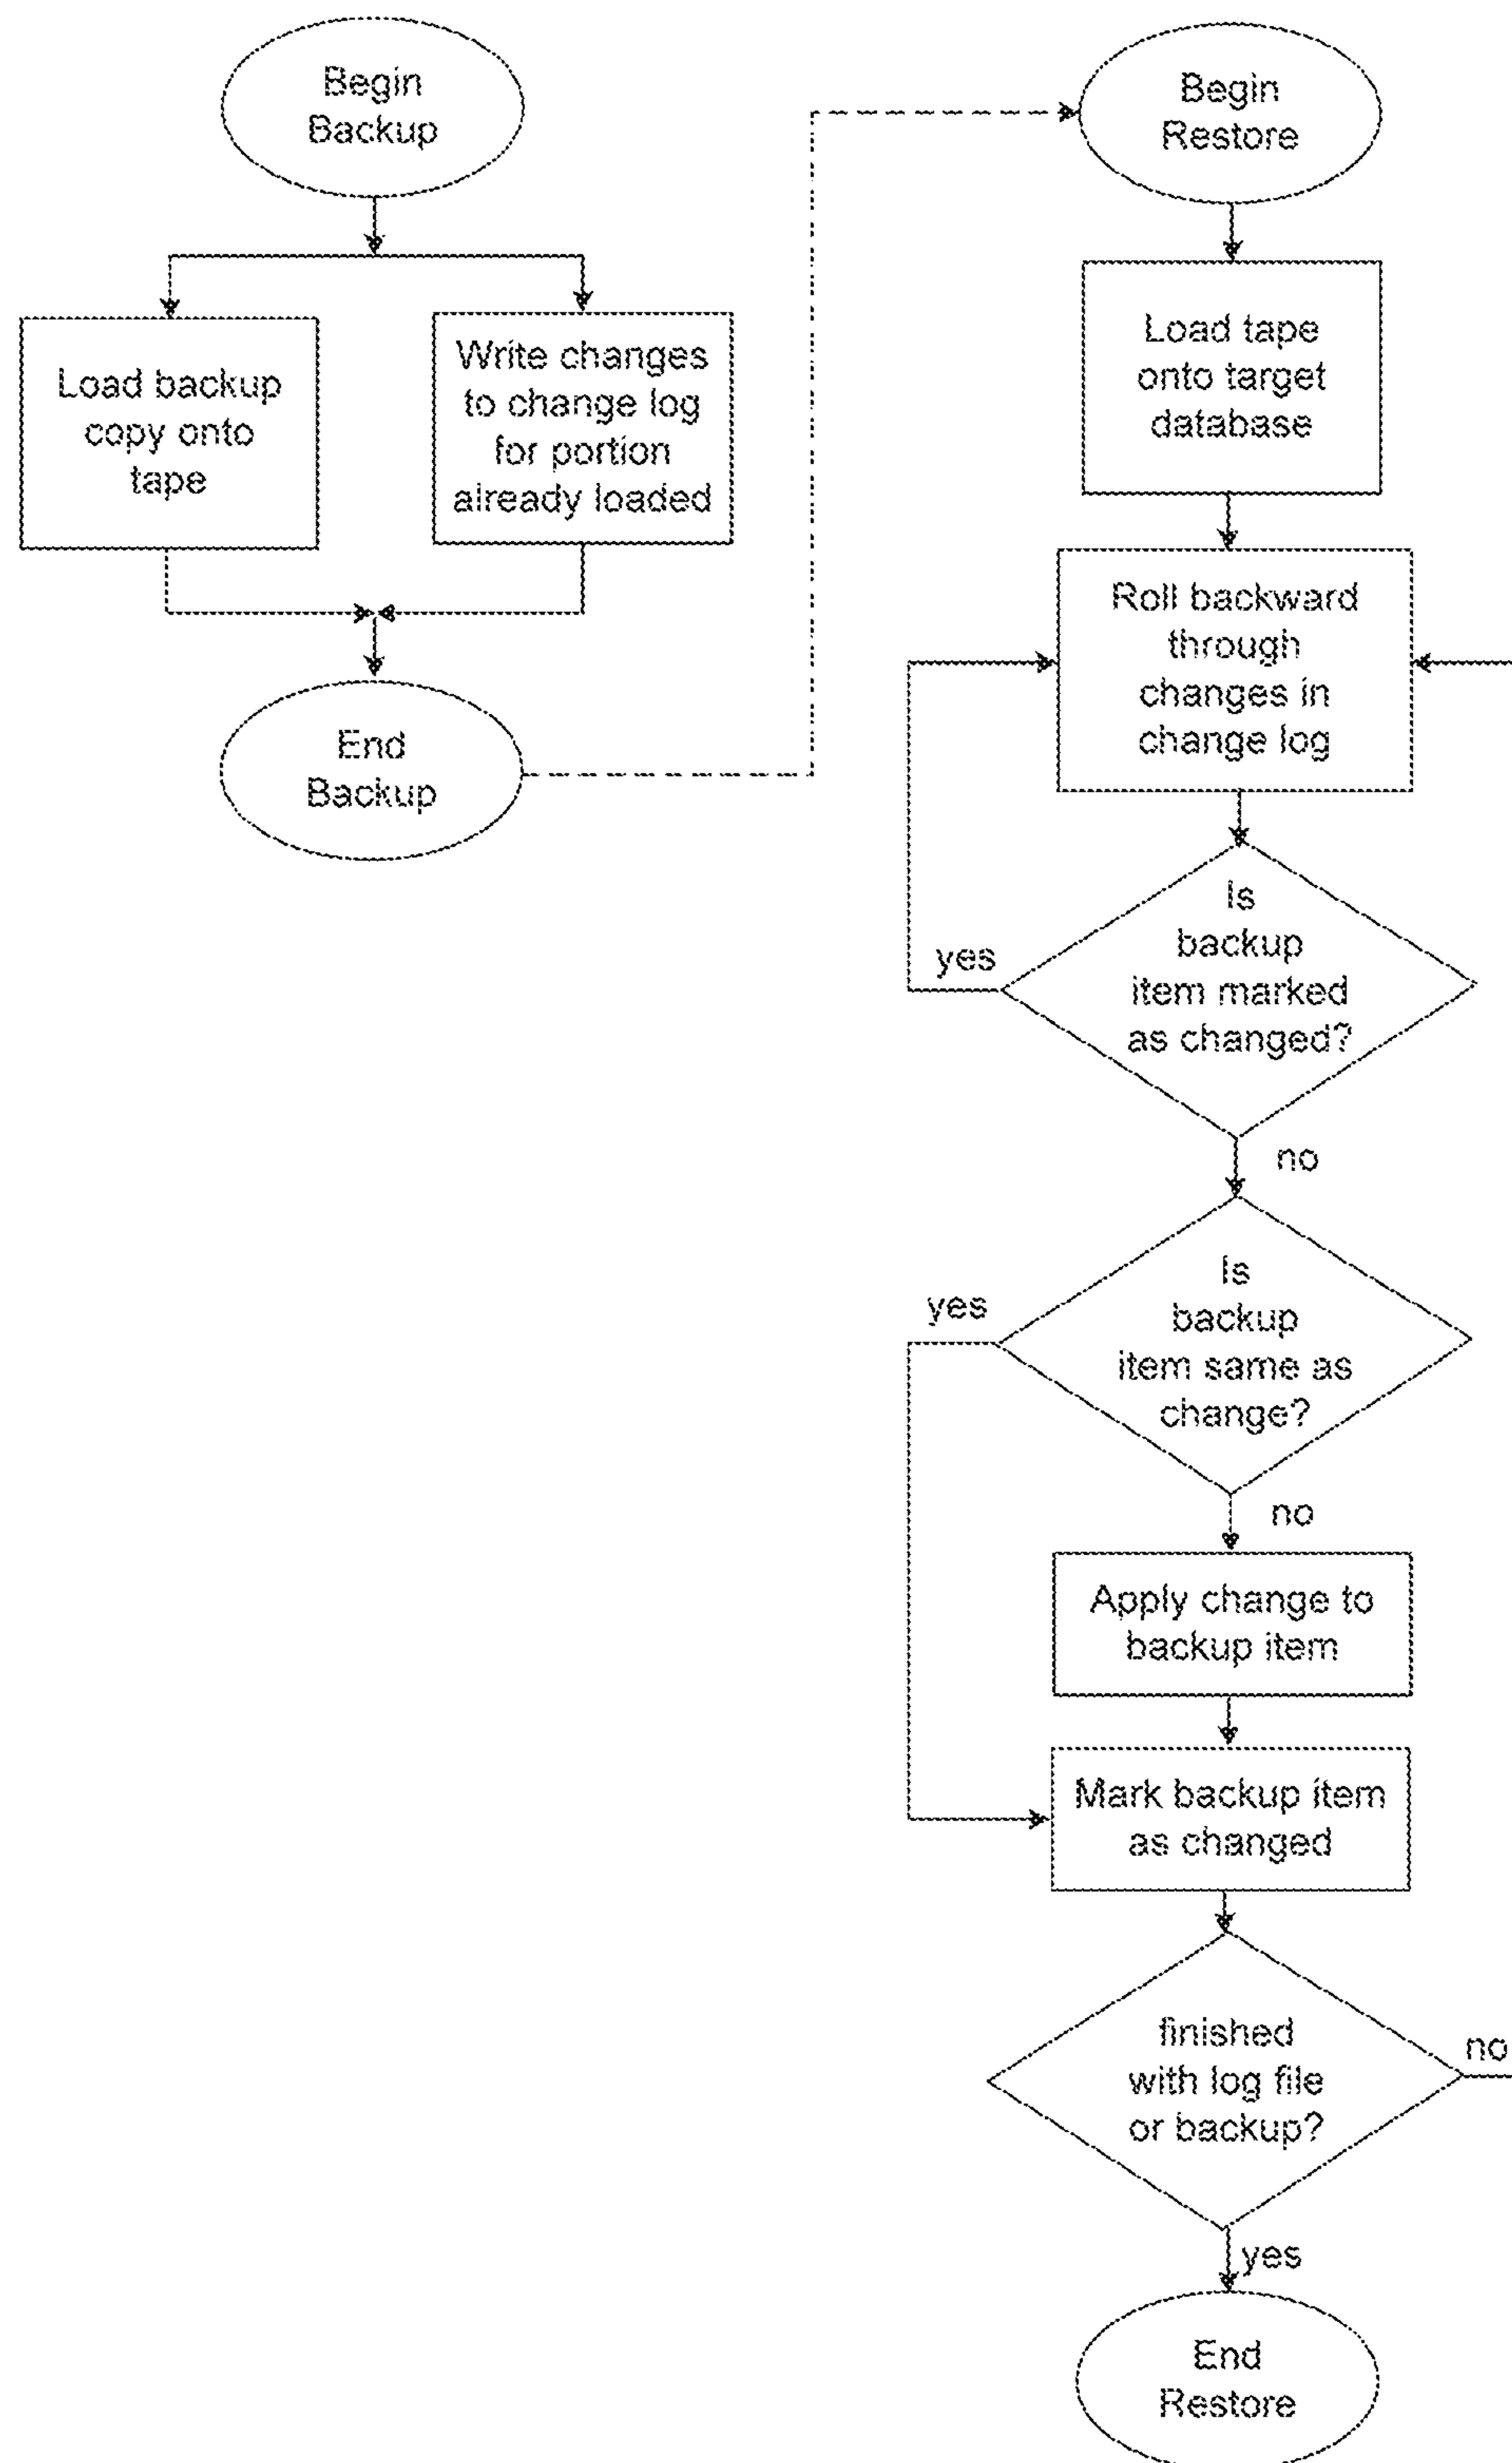 Begin
Backup
Load backup
copy onto
tape
Write changes
to change log
for portion
already loaded
End
Backup
Begin
Restore
Load tape
onto target
database
Roll backward
through
changes in
change log
Is
backup
item marked
as changed?
yes
no
Is
backup
item same as
change?
yes
no
Apply change to
backup item
Mark backup item
as changed
finished
with log file
or backup?
no
yes
End
Restore